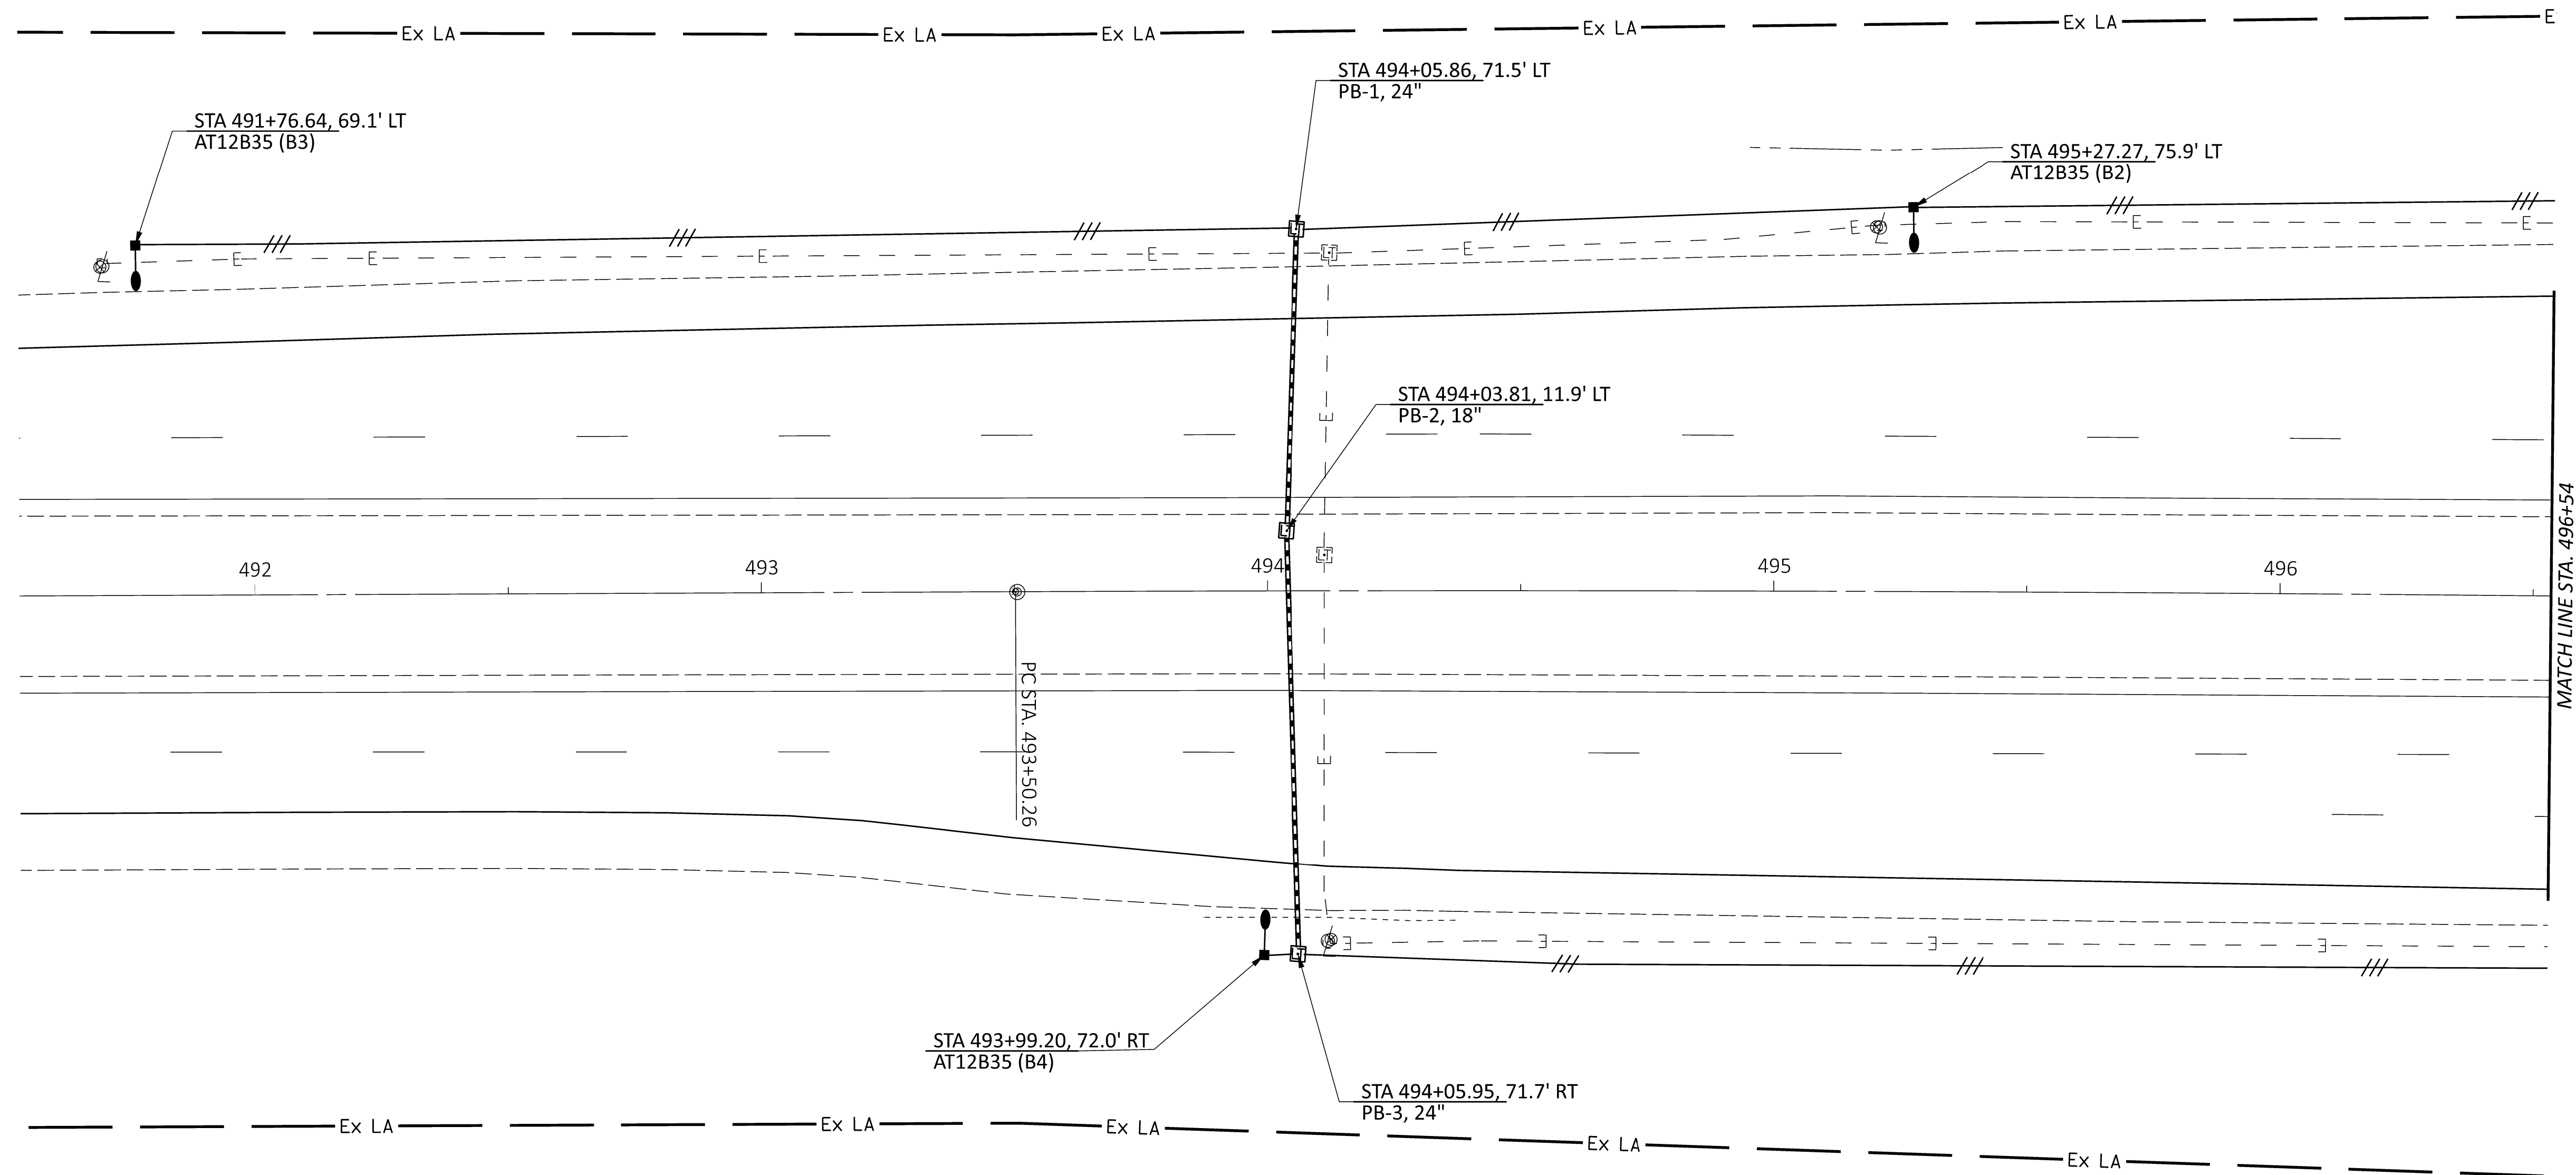 Ex LA
Ex LA
Ex LA
Ex LA
Ex LA
E
STA 494+05.86, 71.5' LT
PB-1, 24"
STA 491+76.64, 69.1' LT
AT12B35 (B3)
STA 495+27.27, 75.9' LT
AT12B35 (B2)
E
E
E
E
E
E
E
E
STA 494+03.81, 11.9' LT
PB-2, 18"
E
492
493
494
495
496
MATCH LINE STA. 496+54
PC STA. 493+50.26
E
E
E
E
E
STA 493+99.20, 72.0' RT
AT12B35 (B4)
STA 494+05.95, 71.7' RT
PB-3, 24"
Ex LA
Ex LA
Ex LA
Ex LA
Ex LA